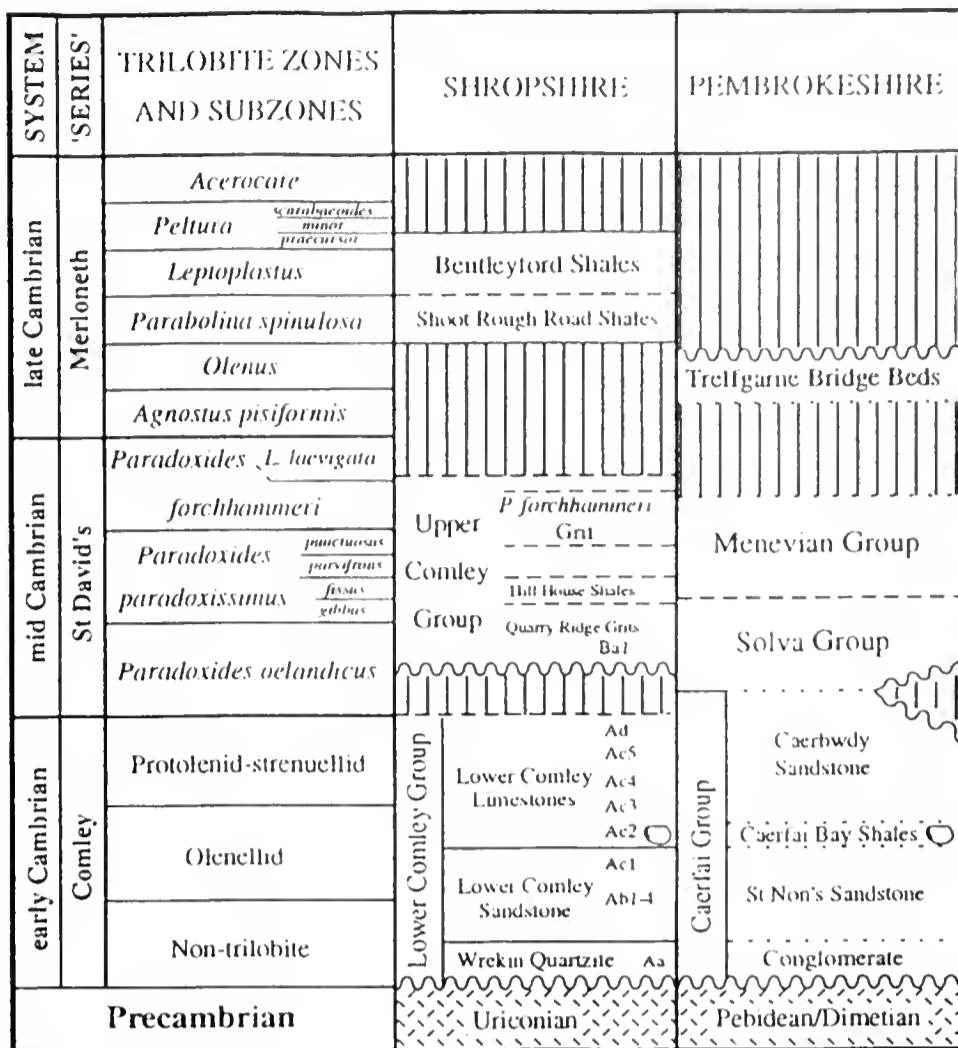 SYSTEM
'SERIES'
TRILOBITE ZONES
AND SUBZONES
SHROPSHIRE
PEMBROKESHIRE
late Cambrian
Merioneth
Acerocare
Peltura
scarabaeoides
minor
praecursor
Leptoplastus
Parabolina spinulosa
Olenus
Agnostus pisiformis
Bentleyford Shales
Shoot Rough Road Shales
Trelfgarne Bridge Beds
mid Cambrian
St David's
Paradoxides L. laevigata
forchhammeri
Paradoxides
paradoxissimus
punctuosus
parvifrons
fissus
gibbus
Paradoxides oelandicus
Upper
Comley
Group
P forchhammeri
Grit
Hill House Shales
Quarry Ridge Grits
Ba1
Menevian Group
Solva Group
early Cambrian
Comley
Protolenid-strenuellid
Olenellid
Non-trilobite
Lower Comley Group
Lower Comley
Limestones
Ad
Ac5
Ac4
Ac3
Ac2
Lower Comley
Sandstone
Ac1
Ab1-4
Wrekin Quartzite Aa
Caerfai Group
Caerbwdy
Sandstone
Caerfai Bay Shales
St Non's Sandstone
Conglomerate
Precambrian
Uriconian
Pebidean/Dimetian